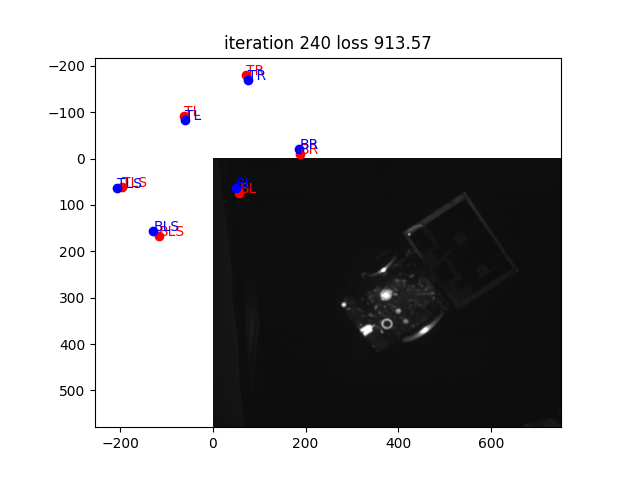 iteration 240 loss 913.57
−200
−100
0
100
200
300
400
500
−200
0
200
400
600
TR
TR
TL
TL
BR
BR
BL
BL
TLS
TLS
BLS
BLS